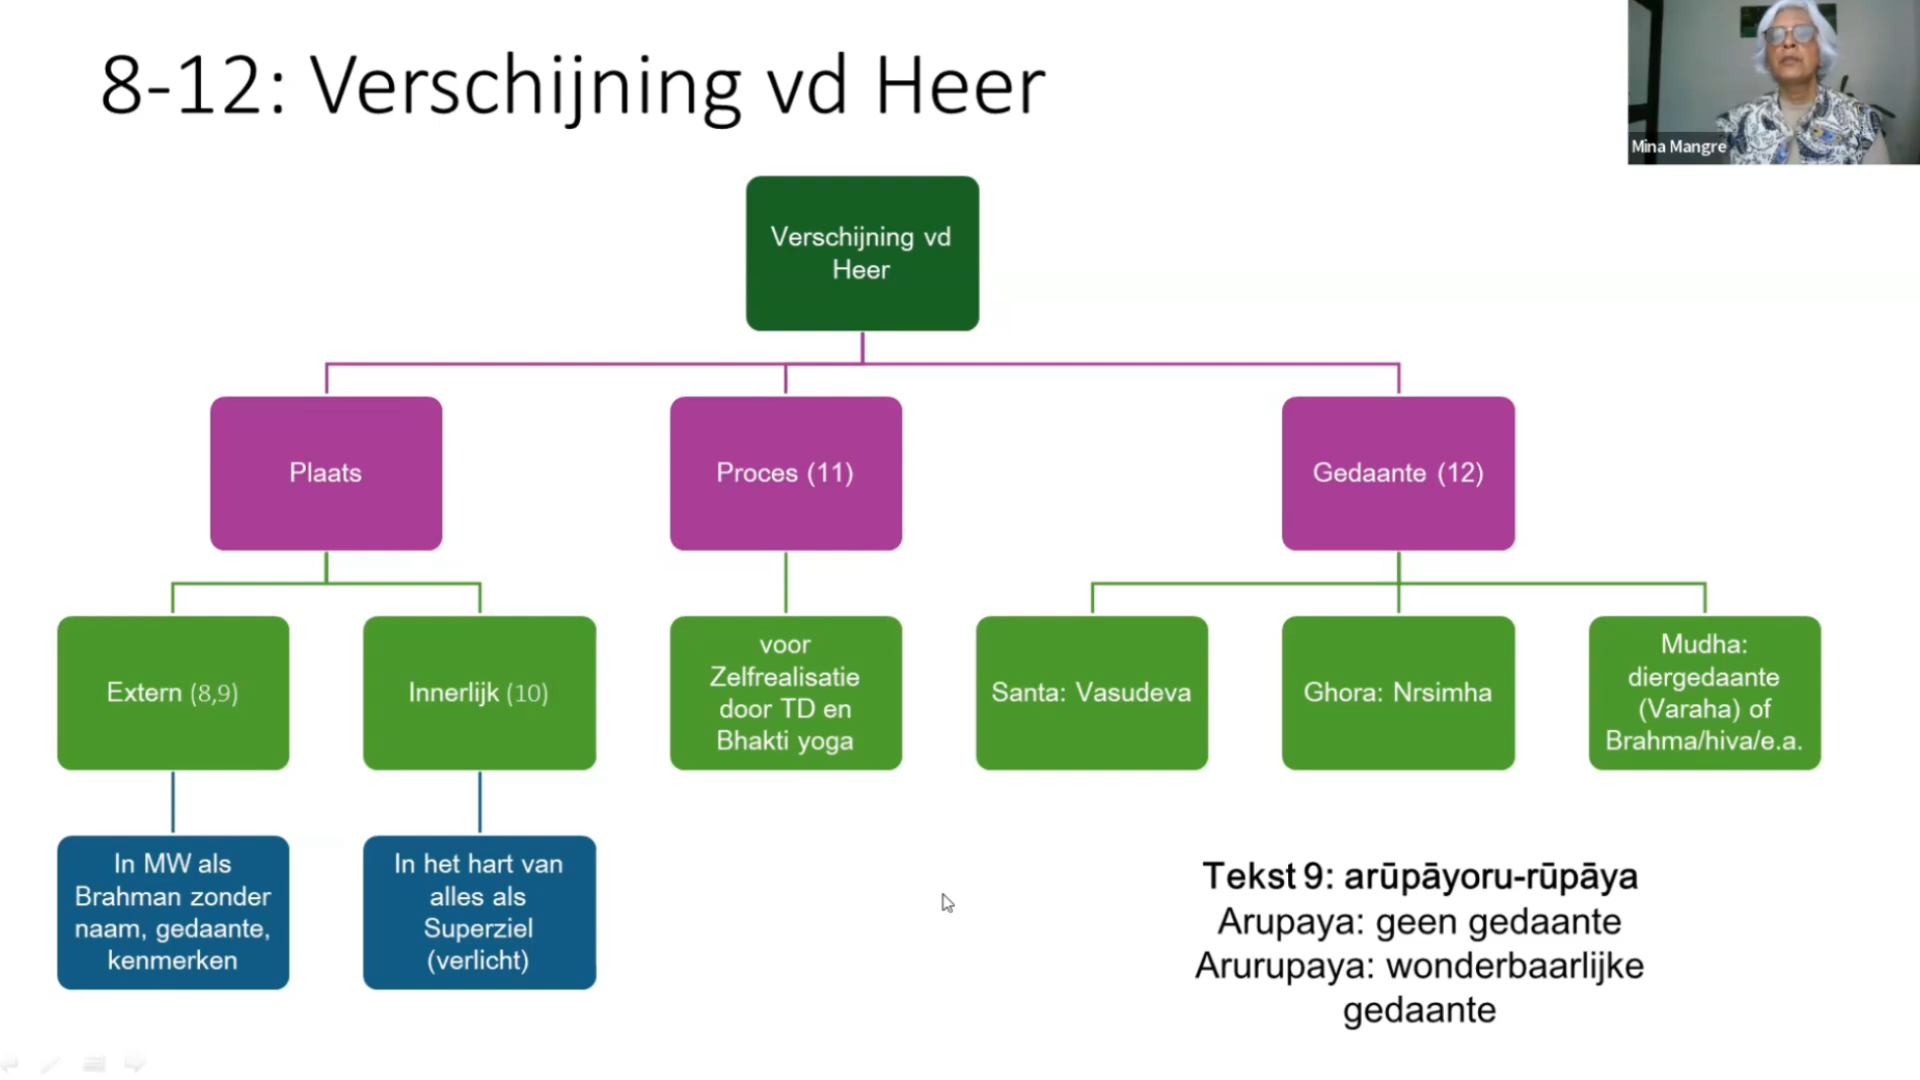 8-12: Verschijning vd Heer
Mina Mangre
Verschijning vd
Heer
Plaats
Proces (11)
Gedaante (12)
Extern (8,9)
Innerlijk (10)
voor
Zelfrealisatie
door TD en
Bhakti yoga
Santa: Vasudeva
Ghora: Nrsimha
Mudha:
diergedaante
(Varaha) of
Brahma/hiva/e.a.
In MW als
Brahman zonder
naam, gedaante,
kenmerken
In het hart van
alles als
Superziel
(verlicht)
Tekst 9: arūpāyoru-rūpāya
Arupaya: geen gedaante
Arurupaya: wonderbaarlijke
gedaante